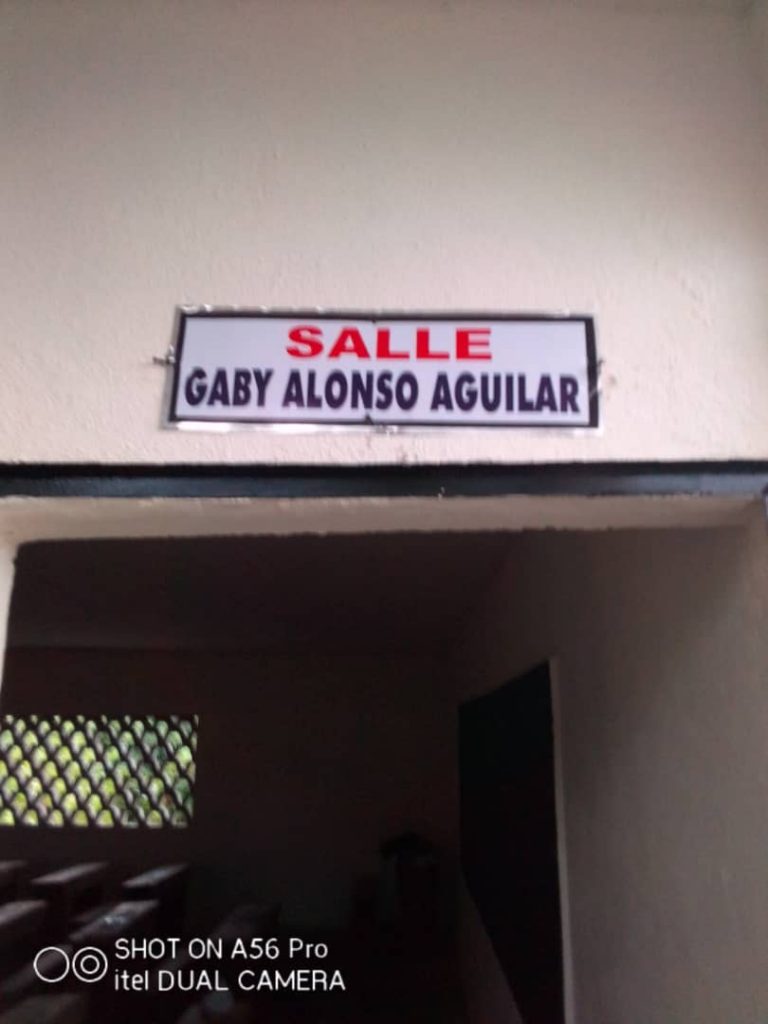 SALLE
GABY ALONSO AGUILAR
SHOT ON A56 Pro
itel DUAL CAMERA